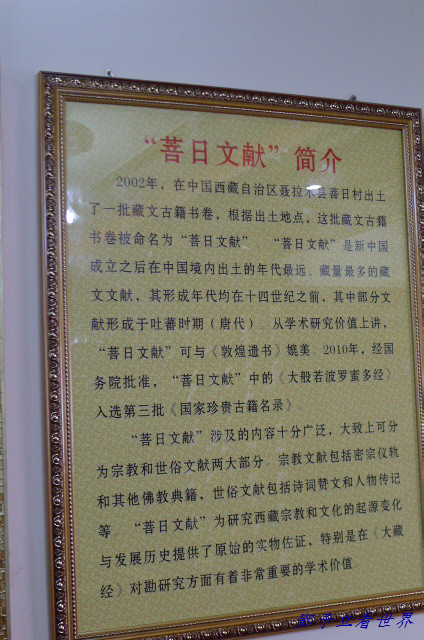 “菩日文献”简介
2002年，在中国西藏自治区聂拉木县菩日村出土
了一批藏文古籍书卷，根据出土地点，这批藏文古籍
书卷被命名为“菩日文献”　“菩日文献”是新中国
成立之后在中国境内出土的年代最远、藏量最多的藏
文文献，其形成年代均在十四世纪之前，其中部分文
献形成于吐蕃时期（唐代）。从学术研究价值上讲，
“菩日文献”可与《敦煌遗书》媲美。2010年，经国
务院批准，“菩日文献”中的《大般若波罗蜜多经》
入选第三批《国家珍贵古籍名录》。
“菩日文献”涉及的内容十分广泛，大致上可分
为宗教和世俗文献两大部分。宗教文献包括密宗仪轨
和其他佛教典籍，世俗文献包括诗词赞文和人物传记
等。“菩日文献”为研究西藏宗教和文化的起源变化
与发展历史提供了原始的实物佐证，特别是在《大藏
经》对勘研究方面有着非常重要的学术价值
着世界